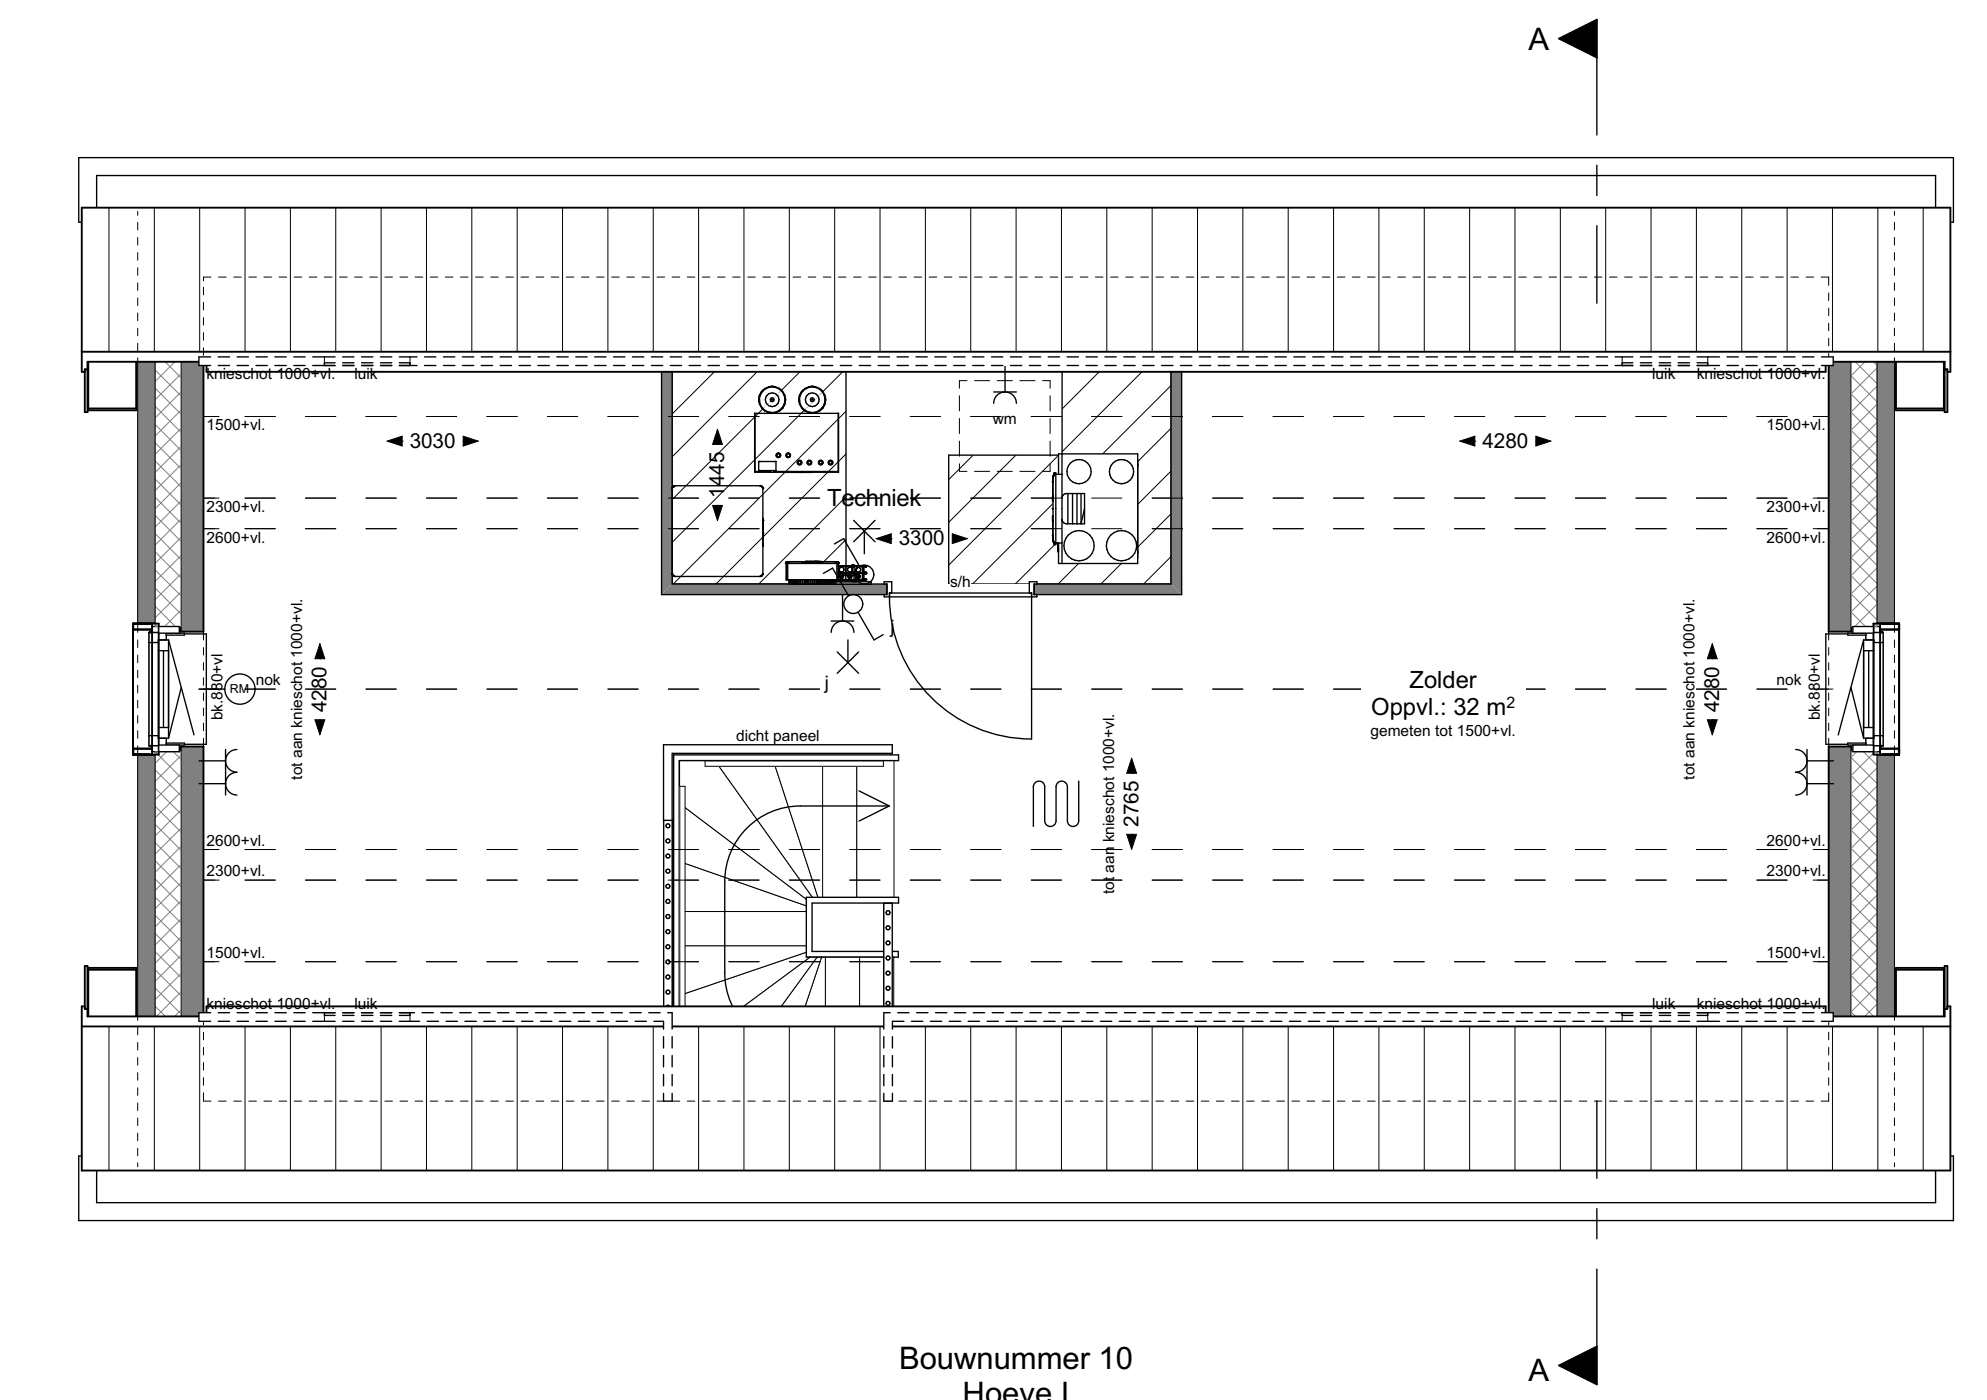 A
knieschot 1000+vl. luik
luik knieschot 1000+vl.
1500+vl.
1500+vl.
3030
4280
wm
1445
Techniek
2300+vl.
2300+vl.
2600+vl.
2600+vl.
3300
s/h
j
j
bk.880+vl
RM
nok
tot aan knieschot 1000+vl.
4280
Zolder
Oppvl.: 32 m²
gemeten tot 1500+vl.
tot aan knieschot 1000+vl.
4280
nok
bk.880+vl
dicht paneel
tot aan knieschot 1000+vl.
2765
2600+vl.
2600+vl.
2300+vl.
2300+vl.
1500+vl.
1500+vl.
knieschot 1000+vl. luik
luik knieschot 1000+vl.
A
Bouwnummer 10
Hoeve L